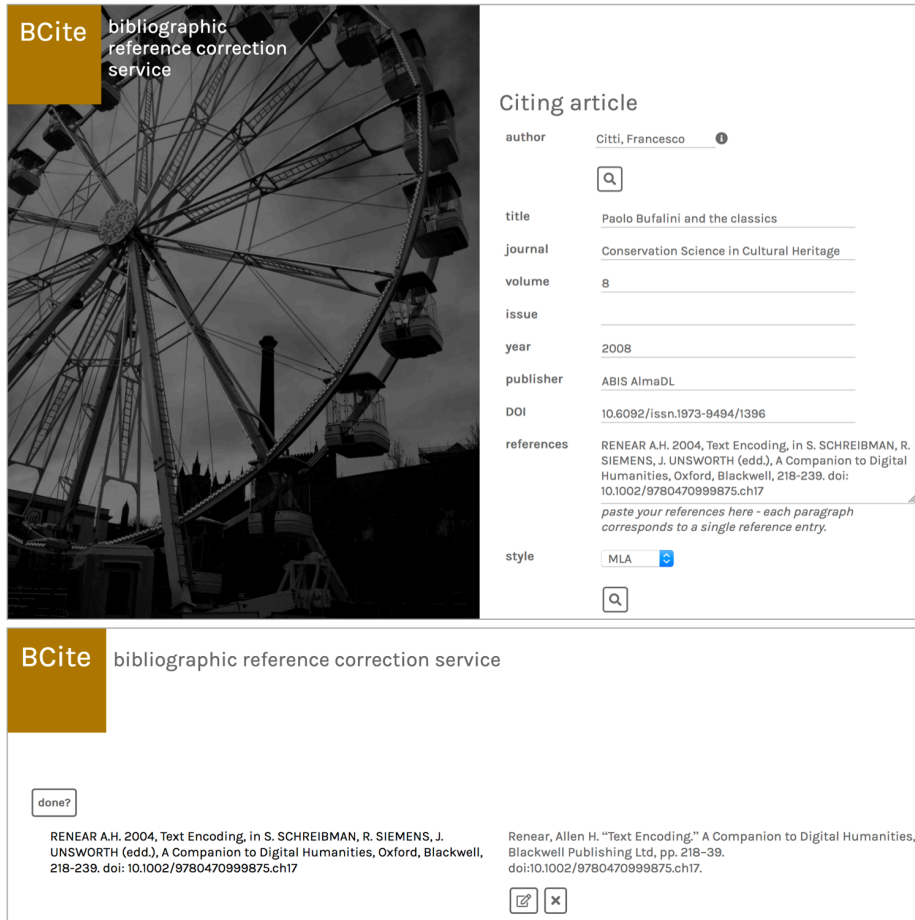 BCite
bibliographic
reference correction
service
Citing article
author Citti, Francesco
title Paolo Bufalini and the classics
journal Conservation Science in Cultural Heritage
volume 8
issue
year 2008
publisher ABIS AlmaDL
DOI 10.6092/issn.1973-9494/1396
references RENEAR A.H. 2004, Text Encoding, in S. SCHREIBMAN, R.
SIEMENS, J. UNSWORTH (edd.), A Companion to Digital
Humanities, Oxford, Blackwell, 218-239. doi:
10.1002/9780470999875.ch17
paste your references here - each paragraph
corresponds to a single reference entry.
style MLA
BCite bibliographic reference correction service
done?
RENEAR A.H. 2004, Text Encoding, in S. SCHREIBMAN, R. SIEMENS, J.
UNSWORTH (edd.), A Companion to Digital Humanities, Oxford, Blackwell,
218-239. doi: 10.1002/9780470999875.ch17
Renear, Allen H. “Text Encoding.” A Companion to Digital Humanities,
Blackwell Publishing Ltd, pp. 218–39.
doi:10.1002/9780470999875.ch17.